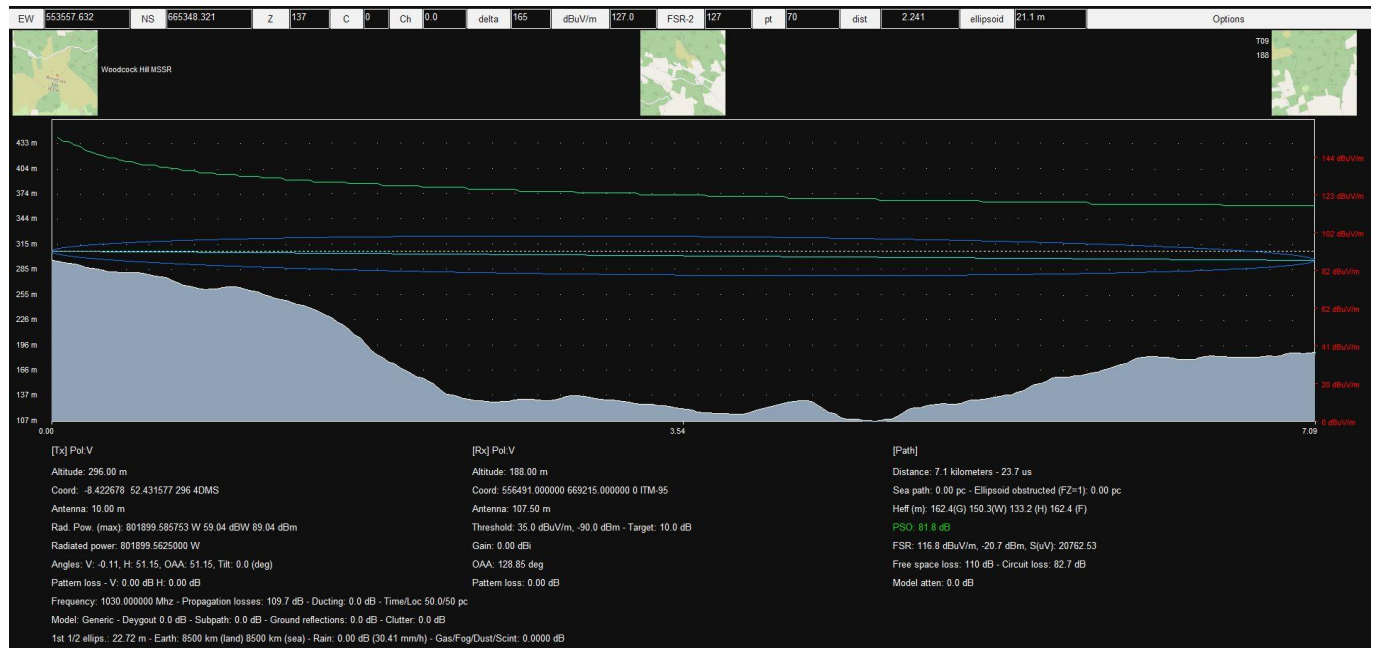 EW 553557.632 NS 665348.321 Z 137 C 0 Ch 0.0 delta 165 dBuV/m 127.0 FSR-2 127 pt 70 dist 2.241 ellipsoid 21.1 m Options
Woodcock Hill MSSR
T09
188
433 m
404 m
374 m
344 m
315 m
285 m
255 m
226 m
196 m
166 m
137 m
107 m
144 dBuV/m
123 dBuV/m
102 dBuV/m
82 dBuV/m
62 dBuV/m
41 dBuV/m
20 dBuV/m
0 dBuV/m
0.00 3.54 7.09
[Tx] Pol:V
Altitude: 296.00 m
Coord: -8.422678 52.431577 296 4DMS
Antenna: 10.00 m
Rad. Pow. (max): 801899.585753 W 59.04 dBW 89.04 dBm
Radiated power: 801899.5625000 W
Angles: V: -0.11, H: 51.15, OAA: 51.15, Tilt: 0.0 (deg)
Pattern loss - V: 0.00 dB H: 0.00 dB
Frequency: 1030.000000 Mhz - Propagation losses: 109.7 dB - Ducting: 0.0 dB - Time/Loc 50.0/50 pc
Model: Generic - Deygout 0.0 dB - Subpath: 0.0 dB - Ground reflections: 0.0 dB - Clutter: 0.0 dB
1st 1/2 ellips.: 22.72 m - Earth: 8500 km (land) 8500 km (sea) - Rain: 0.00 dB (30.41 mm/h) - Gas/Fog/Dust/Scint: 0.0000 dB
[Rx] Pol:V
Altitude: 188.00 m
Coord: 556491.000000 669215.000000 0 ITM-95
Antenna: 107.50 m
Threshold: 35.0 dBuV/m, -90.0 dBm - Target: 10.0 dB
Gain: 0.00 dBi
OAA: 128.85 deg
Pattern loss: 0.00 dB
[Path]
Distance: 7.1 kilometers - 23.7 us
Sea path: 0.00 pc - Ellipsoid obstructed (FZ=1): 0.00 pc
Heff (m): 162.4(G) 150.3(W) 133.2 (H) 162.4 (F)
PSO: 81.8 dB
FSR: 116.8 dBuV/m, -20.7 dBm, S(uV): 20762.53
Free space loss: 110 dB - Circuit loss: 82.7 dB
Model atten: 0.0 dB